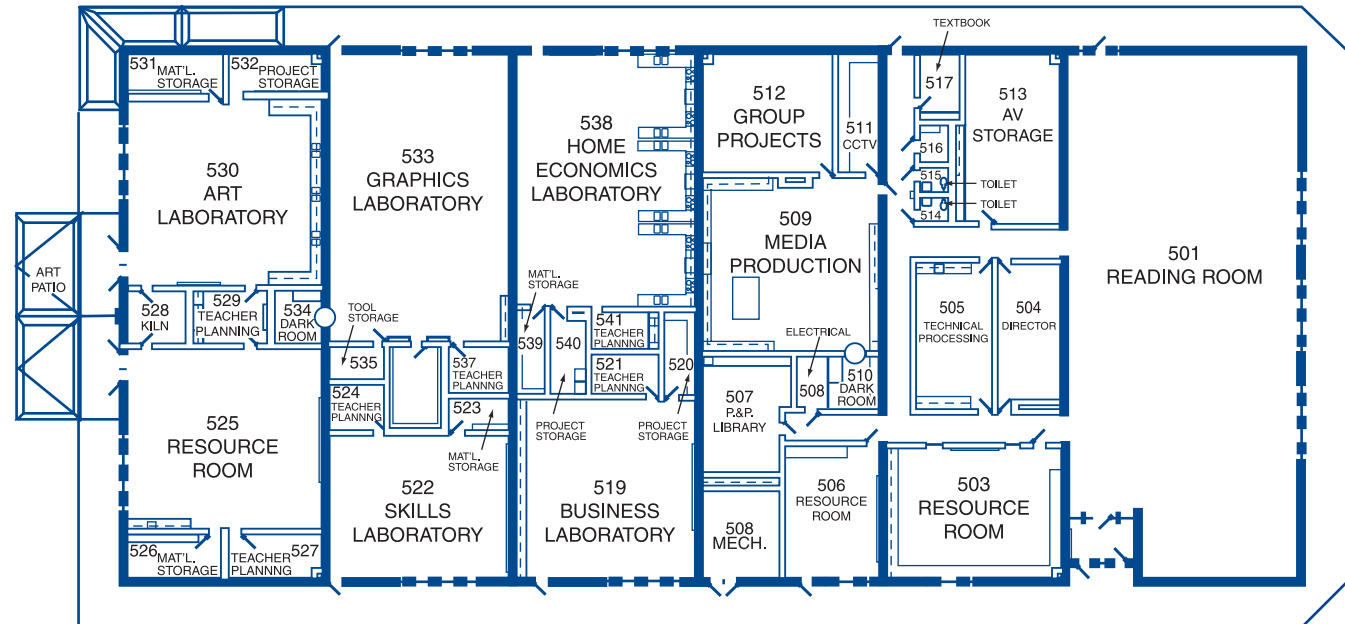 531
MAT'L.
STORAGE
532
PROJECT
STORAGE
530
ART
LABORATORY
ART
PATIO
528
KILN
529
TEACHER
PLANNING
534
DARK
ROOM
525
RESOURCE
ROOM
526
MAT'L.
STORAGE
527
TEACHER
PLANNNG
533
GRAPHICS
LABORATORY
TOOL
STORAGE
535
537
TEACHER
PLANNNG
524
TEACHER
PLANNNG
523
MAT'L.
STORAGE
522
SKILLS
LABORATORY
538
HOME
ECONOMICS
LABORATORY
MAT'L.
STORAGE
539
540
541
TEACHER
PLANNNG
521
TEACHER
PLANNNG
520
PROJECT
STORAGE
PROJECT
STORAGE
519
BUSINESS
LABORATORY
512
GROUP
PROJECTS
511
CCTV
509
MEDIA
PRODUCTION
ELECTRICAL
508
510
DARK
ROOM
507
P.&P.
LIBRARY
508
MECH.
506
RESOURCE
ROOM
TEXTBOOK
517
513
AV
STORAGE
516
515
TOILET
TOILET
514
505
TECHNICAL
PROCESSING
504
DIRECTOR
503
RESOURCE
ROOM
501
READING ROOM